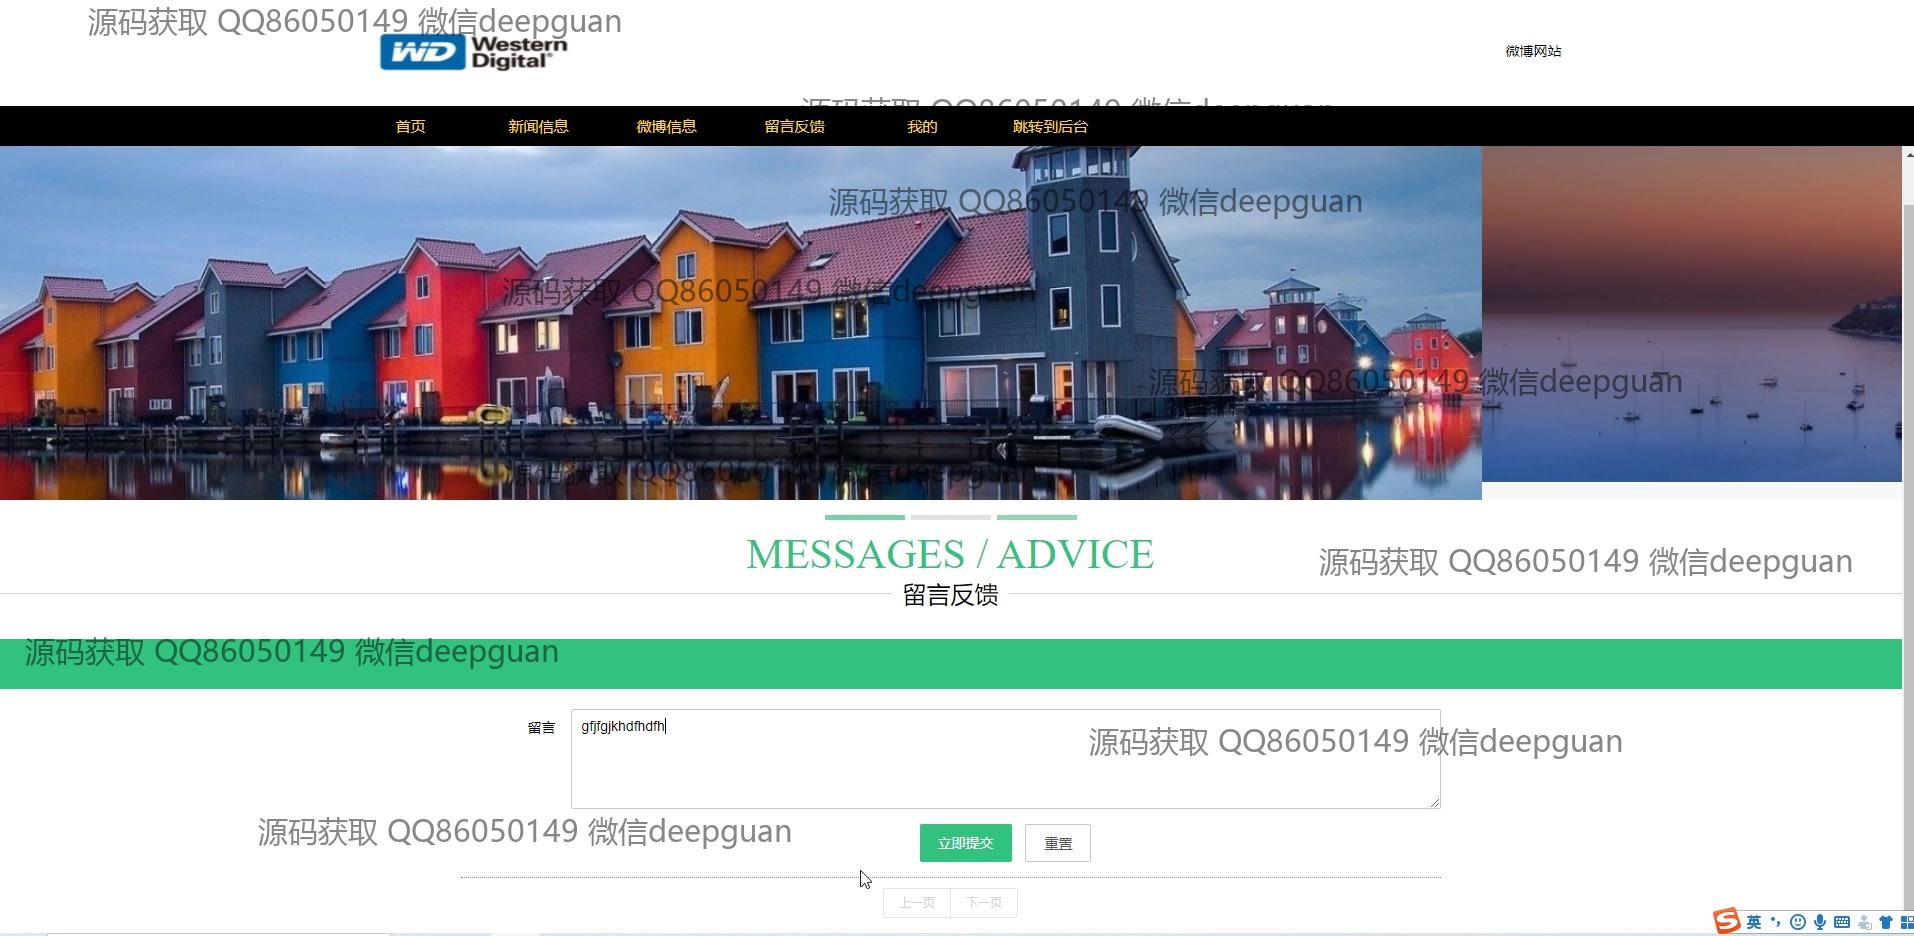 源码获取 QQ86050149 微信deepguan
WD Western
Digital
微博网站
源码获取 QQ86050149 微信deepguan
首页 新闻信息 微博信息 留言反馈 我的 跳转到后台
源码获取 QQ86050149 微信deepguan
源码获取 QQ86050149 微信deepguan
源码获取 QQ86050149 微信deepguan
源码获取 QQ86050149 微信deepguan
MESSAGES / ADVICE
源码获取 QQ86050149 微信deepguan
留言反馈
源码获取 QQ86050149 微信deepguan
留言 gfjfgjkhdfhdfh
源码获取 QQ86050149 微信deepguan
源码获取 QQ86050149 微信deepguan
立即提交 重置
上一页 下一页
S 英